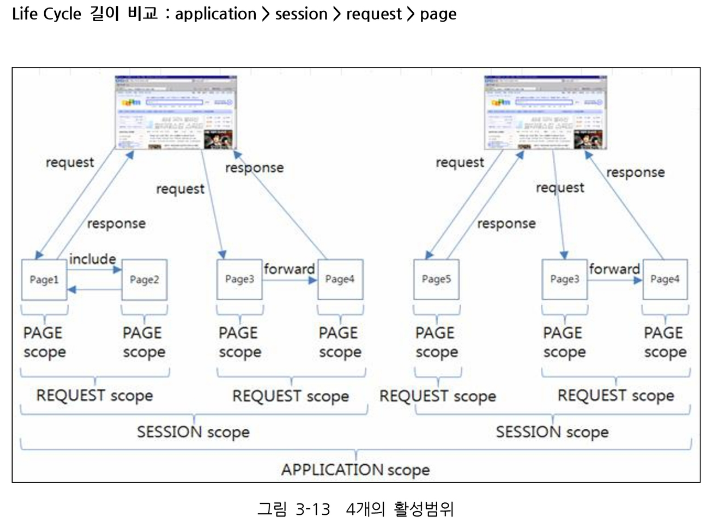 Life Cycle 길이 비교 : application > session > request > page
request
response
request
response
request
response
request
response
include
forward
forward
Page1
Page2
Page3
Page4
Page5
Page3
Page4
PAGE scope
PAGE scope
PAGE scope
PAGE scope
PAGE scope
PAGE scope
PAGE scope
REQUEST scope
REQUEST scope
REQUEST scope
REQUEST scope
SESSION scope
SESSION scope
APPLICATION scope
그림 3-13 4개의 활성범위